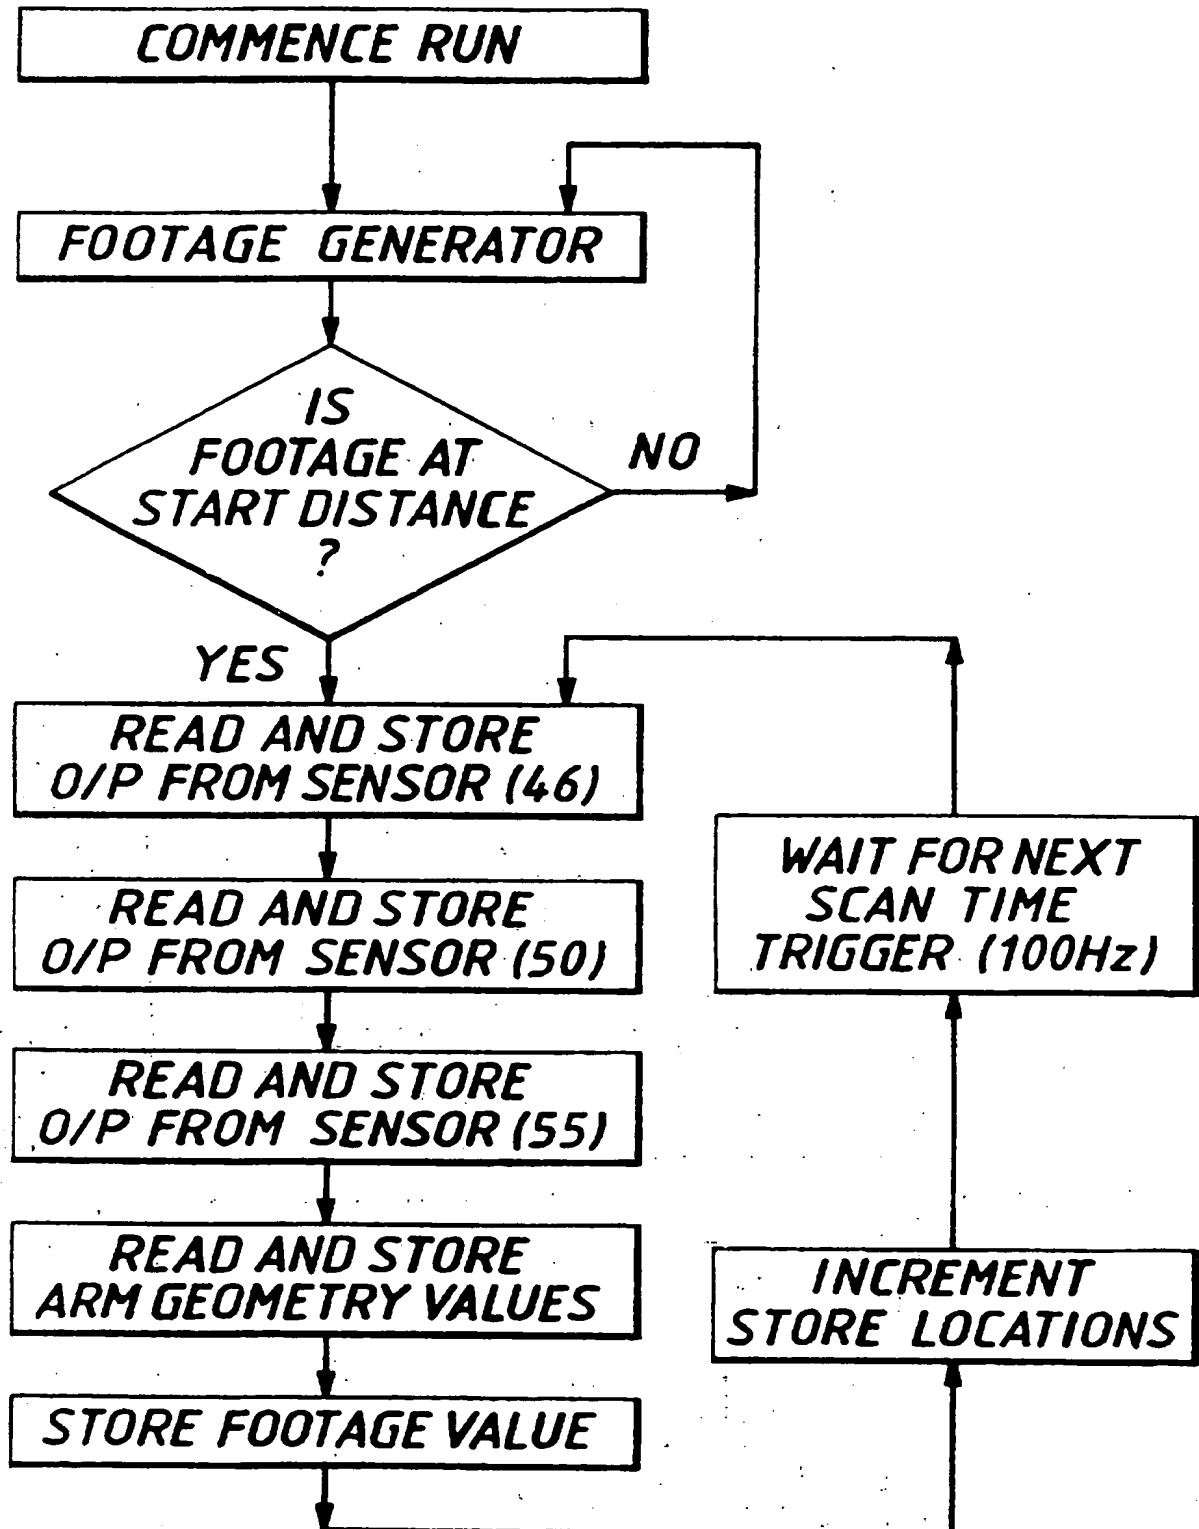 COMMENCE RUN
FOOTAGE GENERATOR
IS
FOOTAGE AT
START DISTANCE
?
NO
YES
READ AND STORE
O/P FROM SENSOR (46)
READ AND STORE
O/P FROM SENSOR (50)
READ AND STORE
O/P FROM SENSOR (55)
READ AND STORE
ARM GEOMETRY VALUES
STORE FOOTAGE VALUE
WAIT FOR NEXT
SCAN TIME
TRIGGER (100Hz)
INCREMENT
STORE LOCATIONS